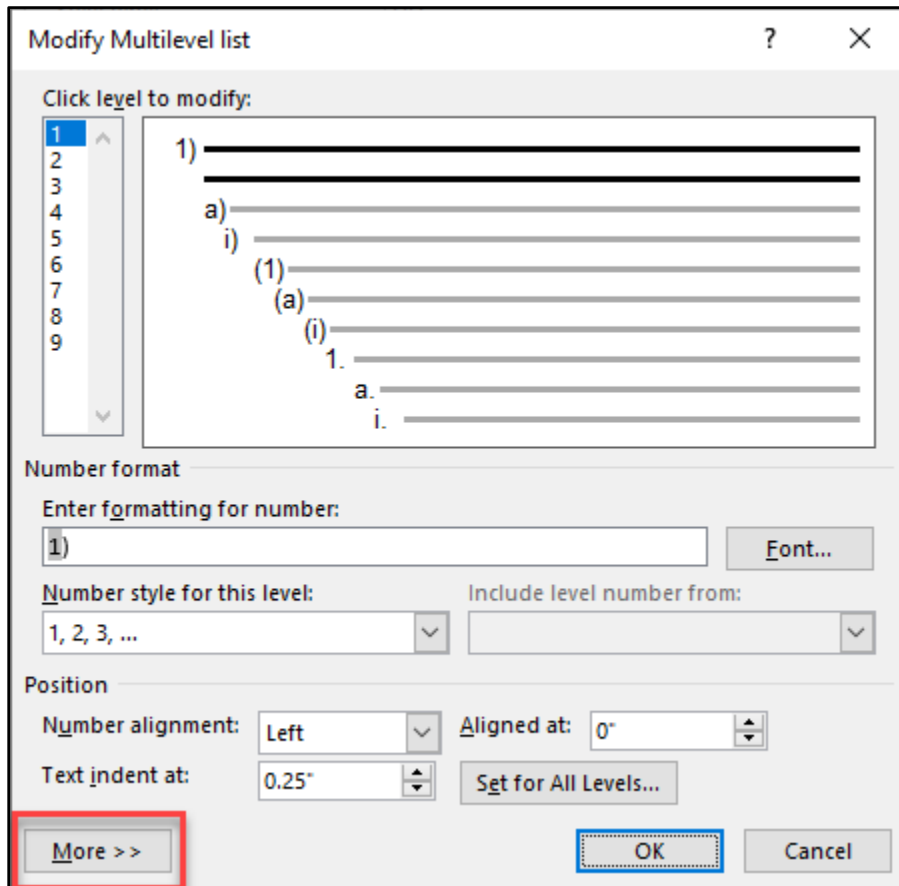 Modify Multilevel list ? ×
Click level to modify:
1
2
3
4
5
6
7
8
9
1)
a)
i)
(1)
(a)
(i)
1.
a.
i.
Number format
Enter formatting for number:
1)
Font...
Number style for this level: Include level number from:
1, 2, 3, ...
Position
Number alignment: Left Aligned at: 0"
Text indent at: 0.25" Set for All Levels...
More >> OK Cancel